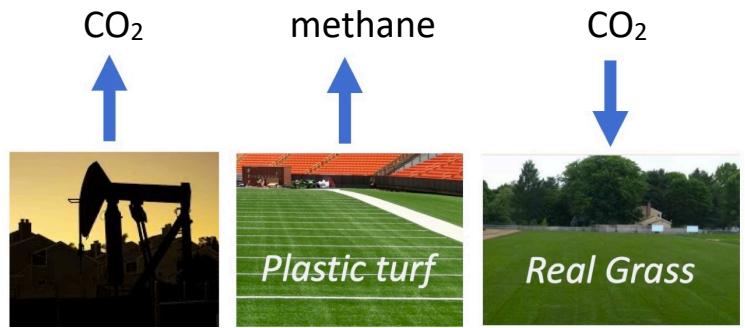 CO₂
methane
CO₂
Plastic turf
Real Grass